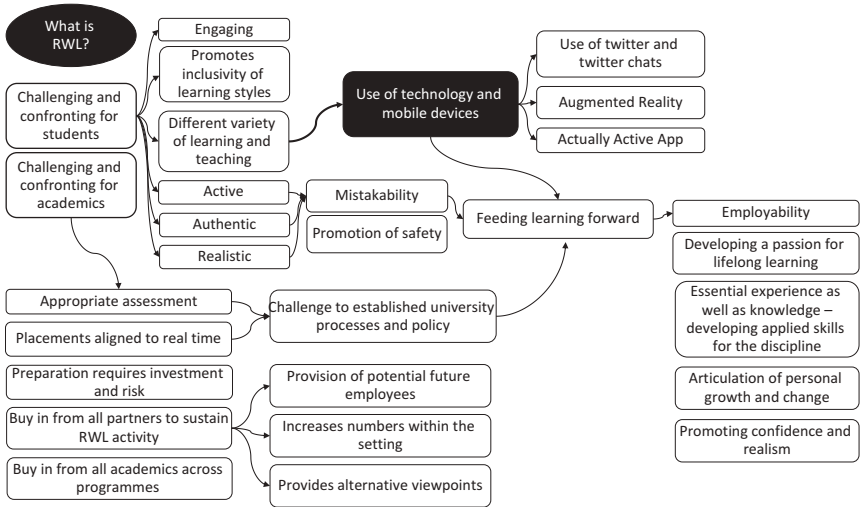 What is
RWL?
Challenging and
confronting for
students
Challenging and
confronting for
academics
Engaging
Promotes
inclusivity of
learning styles
Different variety
of learning and
teaching
Active
Authentic
Realistic
Use of technology and
mobile devices
Use of twitter and
twitter chats
Augmented Reality
Actually Active App
Mistakability
Promotion of safety
Feeding learning forward
Employability
Developing a passion for
lifelong learning
Essential experience as
well as knowledge –
developing applied skills
for the discipline
Articulation of personal
growth and change
Promoting confidence and
realism
Appropriate assessment
Placements aligned to real time
Challenge to established university
processes and policy
Preparation requires investment
and risk
Buy in from all partners to sustain
RWL activity
Buy in from all academics across
programmes
Provision of potential future
employees
Increases numbers within the
setting
Provides alternative viewpoints